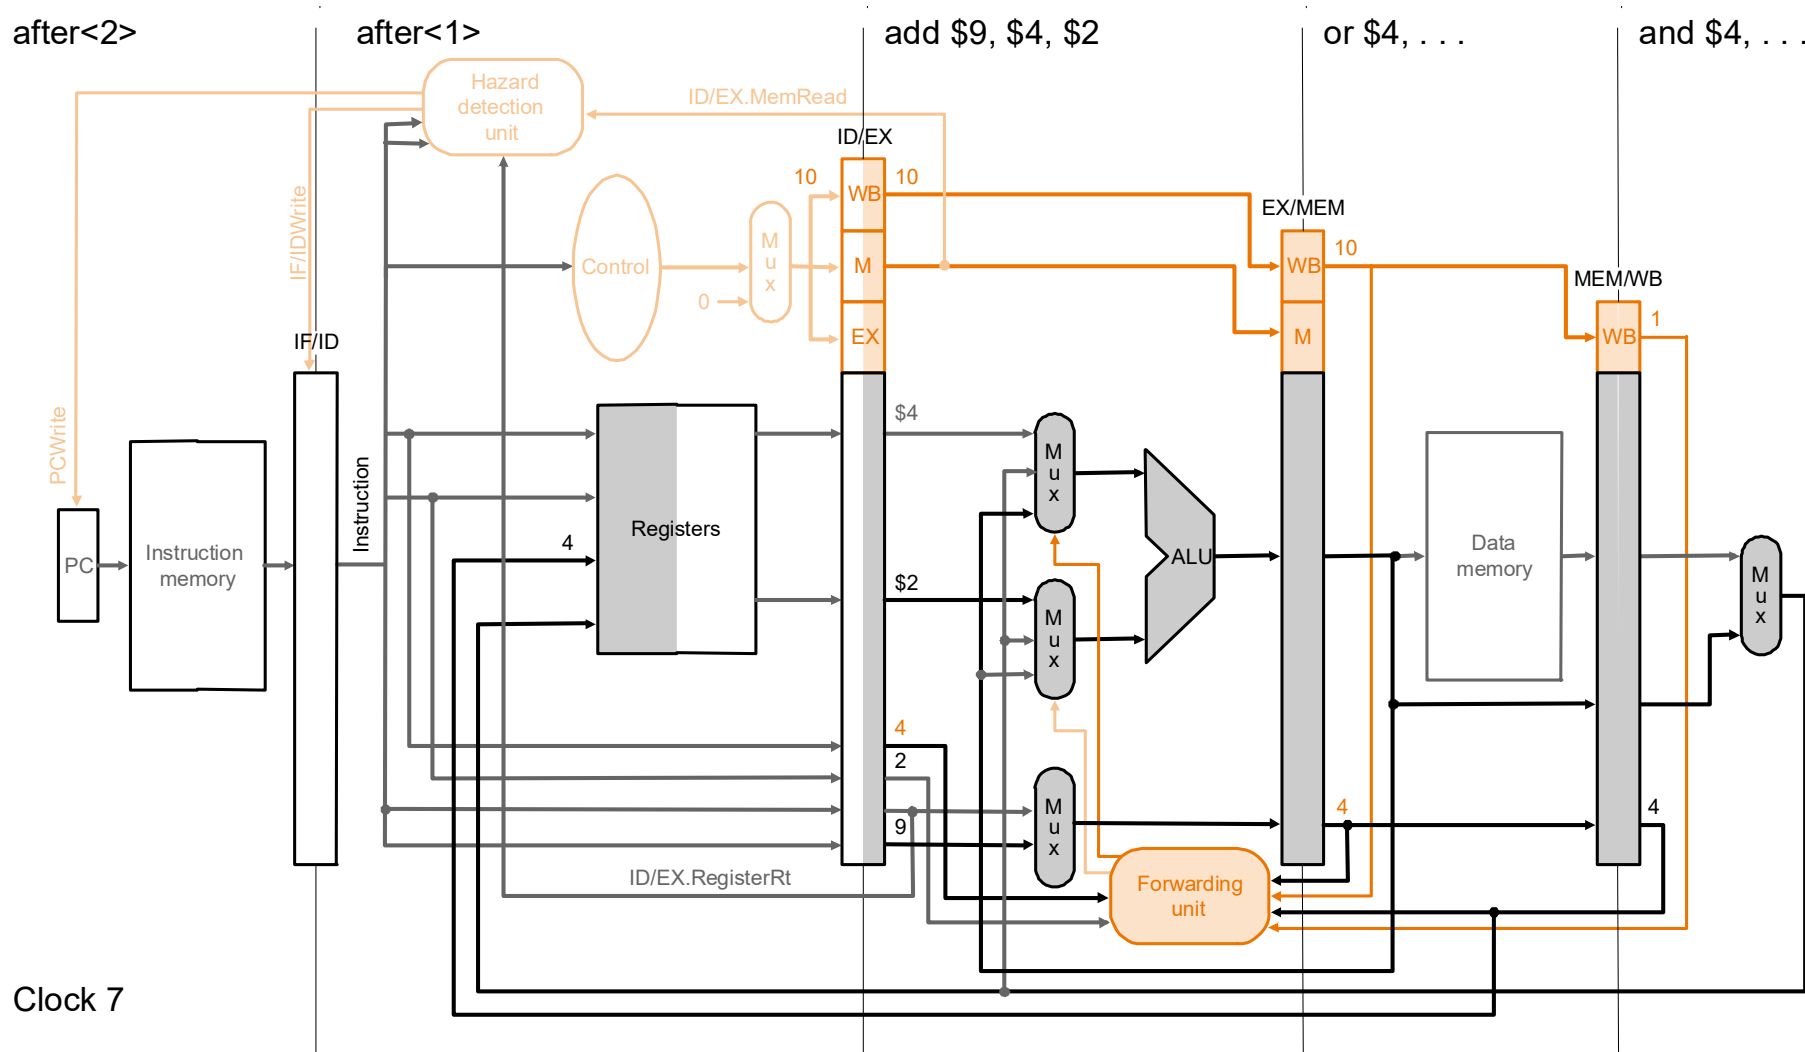 after<2>
after<1>
add $9, $4, $2
or $4, . . .
and $4, . . .
Hazard
detection
unit
ID/EX.MemRead
ID/EX
10
WB
10
EX/MEM
IF/IDWrite
Control
M
u
x
M
WB
10
MEM/WB
0
IF/ID
EX
M
WB
1
PCWrite
Instruction
$4
M
u
x
Registers
4
PC
Instruction
memory
ALU
Data
memory
M
u
x
$2
M
u
x
4
2
9
M
u
x
4
4
ID/EX.RegisterRt
Forwarding
unit
Clock 7